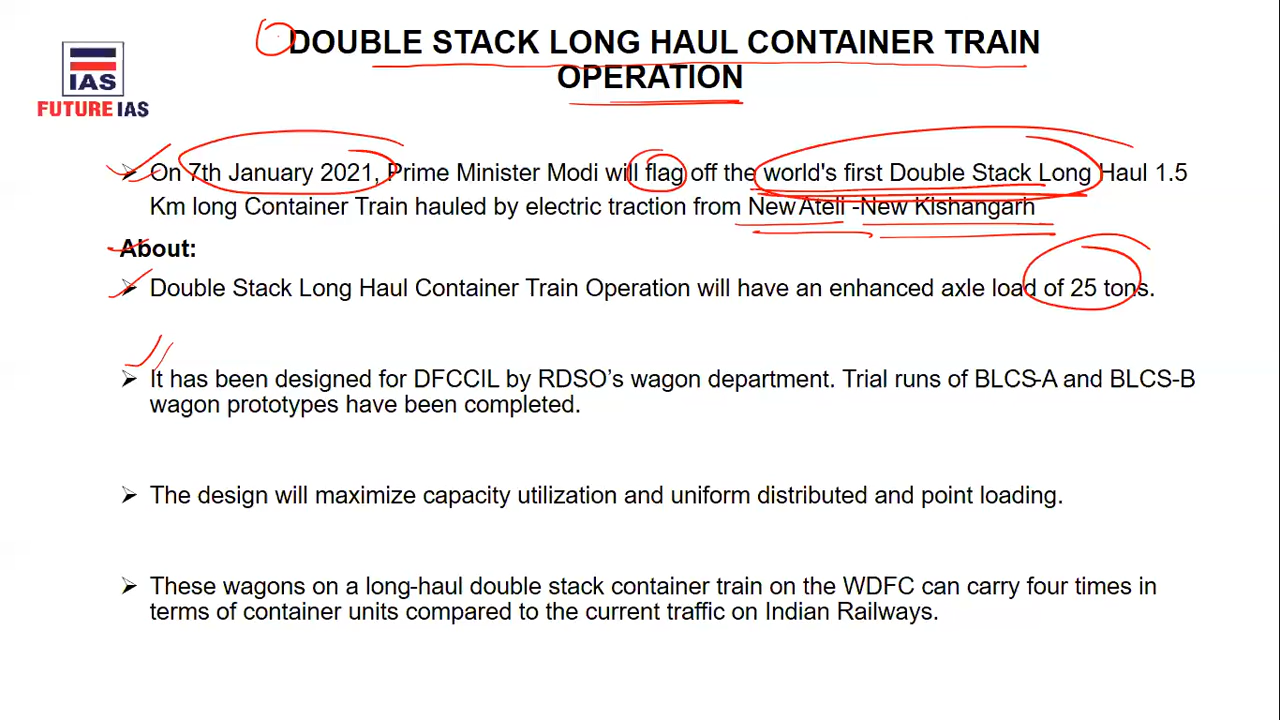 DOUBLE STACK LONG HAUL CONTAINER TRAIN
OPERATION
IAS
FUTURE IAS
➢ On 7th January 2021, Prime Minister Modi will flag off the world's first Double Stack Long Haul 1.5
Km long Container Train hauled by electric traction from New Ateli -New Kishangarh
About:
➢ Double Stack Long Haul Container Train Operation will have an enhanced axle load of 25 tons.
➢ It has been designed for DFCCIL by RDSO’s wagon department. Trial runs of BLCS-A and BLCS-B
wagon prototypes have been completed.
➢ The design will maximize capacity utilization and uniform distributed and point loading.
➢ These wagons on a long-haul double stack container train on the WDFC can carry four times in
terms of container units compared to the current traffic on Indian Railways.